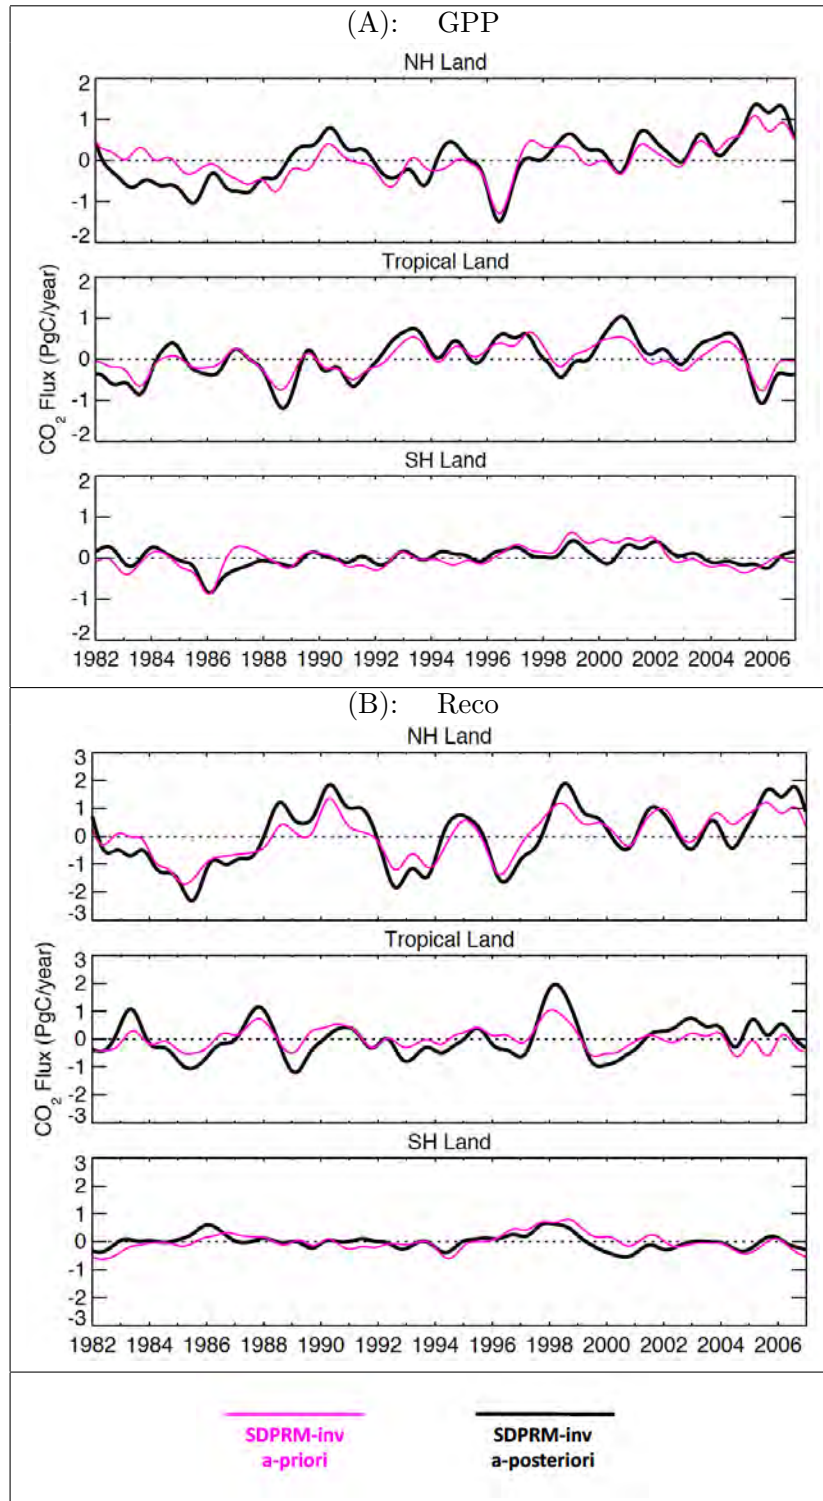 (A): GPP
NH Land
2
1
0
-1
-2
Tropical Land
2
1
0
-1
-2
CO₂ Flux (PgC/year)
SH Land
2
1
0
-1
-2
1982 1984 1986 1988 1990 1992 1994 1996 1998 2000 2002 2004 2006
(B): Reco
NH Land
3
2
1
0
-1
-2
-3
Tropical Land
3
2
1
0
-1
-2
-3
CO₂ Flux (PgC/year)
SH Land
3
2
1
0
-1
-2
-3
1982 1984 1986 1988 1990 1992 1994 1996 1998 2000 2002 2004 2006
SDPRM-inv
a-priori
SDPRM-inv
a-posteriori